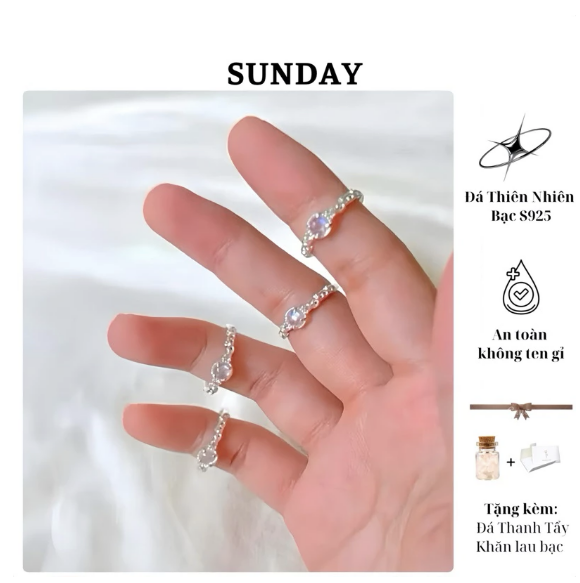 SUNDAY
Đá Thiên Nhiên
Bạc S925
An toàn
không ten gỉ
+
Tặng kèm:
Đá Thanh Tẩy
Khăn lau bạc